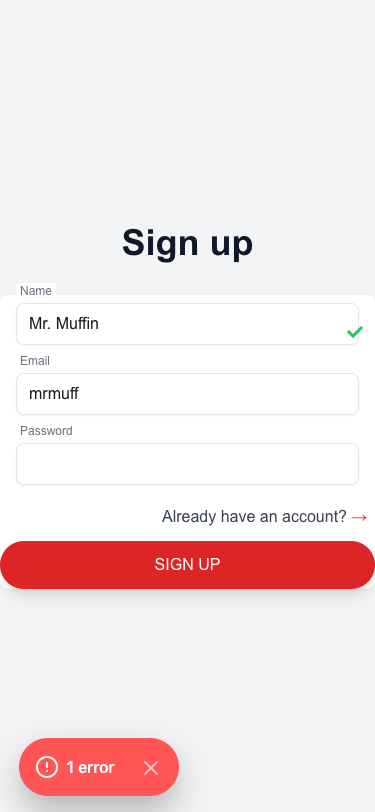 Sign up
Name
Mr. Muffin
Email
mrmuff
Password
Already have an account? →
SIGN UP
1 error